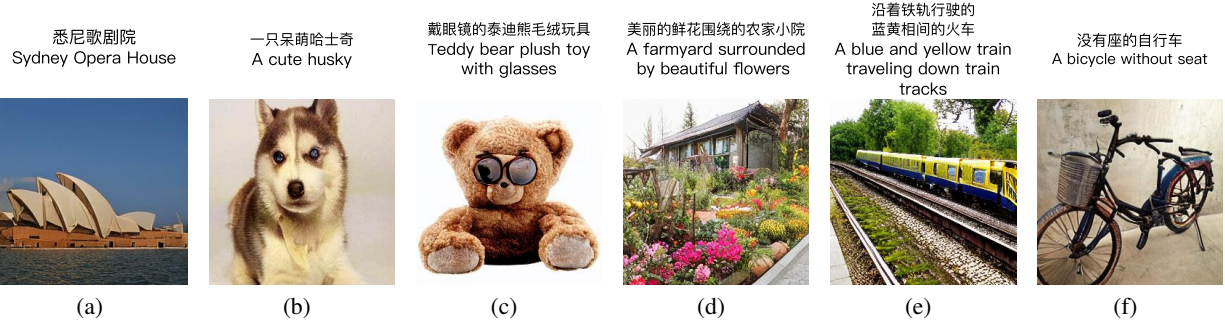 悉尼歌剧院
Sydney Opera House
一只呆萌哈士奇
A cute husky
戴眼镜的泰迪熊毛绒玩具
Teddy bear plush toy
with glasses
美丽的鲜花围绕的农家小院
A farmyard surrounded
by beautiful flowers
沿着铁轨行驶的
蓝黄相间的火车
A blue and yellow train
traveling down train
tracks
没有座的自行车
A bicycle without seat
(a)
(b)
(c)
(d)
(e)
(f)